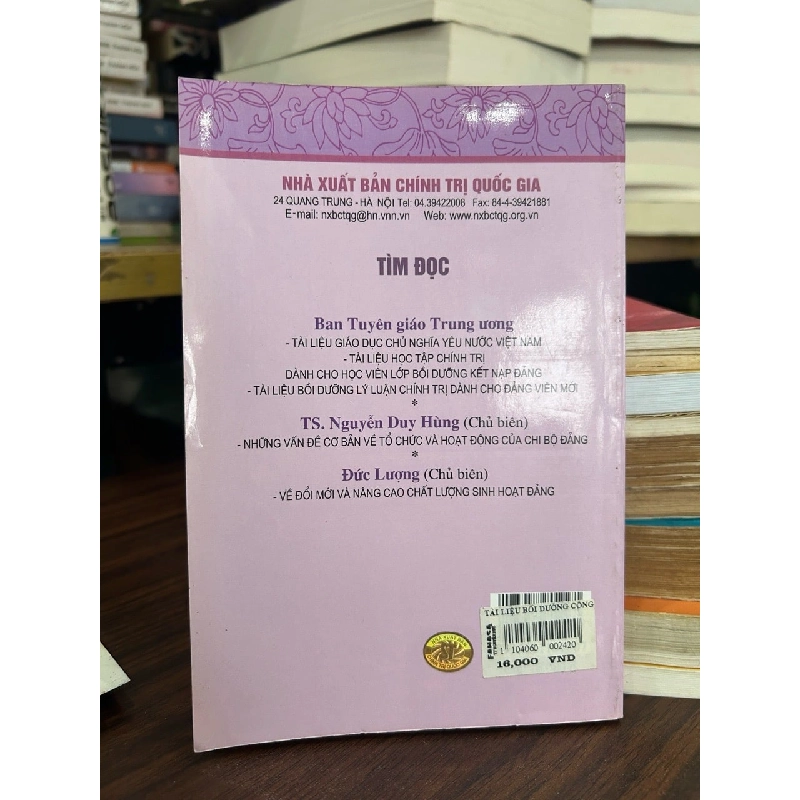 NHÀ XUẤT BẢN CHÍNH TRỊ QUỐC GIA
24 QUANG TRUNG - HÀ NỘI Tel: 04.39422008 Fax: 84-4-39421881
E-mail: nxbctqg@hn.vnn.vn Web: www.nxbctqg.org.vn
TÌM ĐỌC
Ban Tuyên giáo Trung ương
- TÀI LIỆU GIÁO DỤC CHỦ NGHĨA YÊU NƯỚC VIỆT NAM
- TÀI LIỆU HỌC TẬP CHÍNH TRỊ
DÀNH CHO HỌC VIÊN LỚP BỒI DƯỠNG KẾT NẠP ĐẢNG
- TÀI LIỆU BỒI DƯỠNG LÝ LUẬN CHÍNH TRỊ DÀNH CHO ĐẢNG VIÊN MỚI
*
TS. Nguyễn Duy Hùng (Chủ biên)
- NHỮNG VẤN ĐỀ CƠ BẢN VỀ TỔ CHỨC VÀ HOẠT ĐỘNG CỦA CHI BỘ ĐẢNG
*
Đức Lượng (Chủ biên)
- VỀ ĐỔI MỚI VÀ NÂNG CAO CHẤT LƯỢNG SINH HOẠT ĐẢNG
TÀI LIỆU BỒI DƯỠNG CÔNG
FAHASA
1 104060 002420
16,000 VND